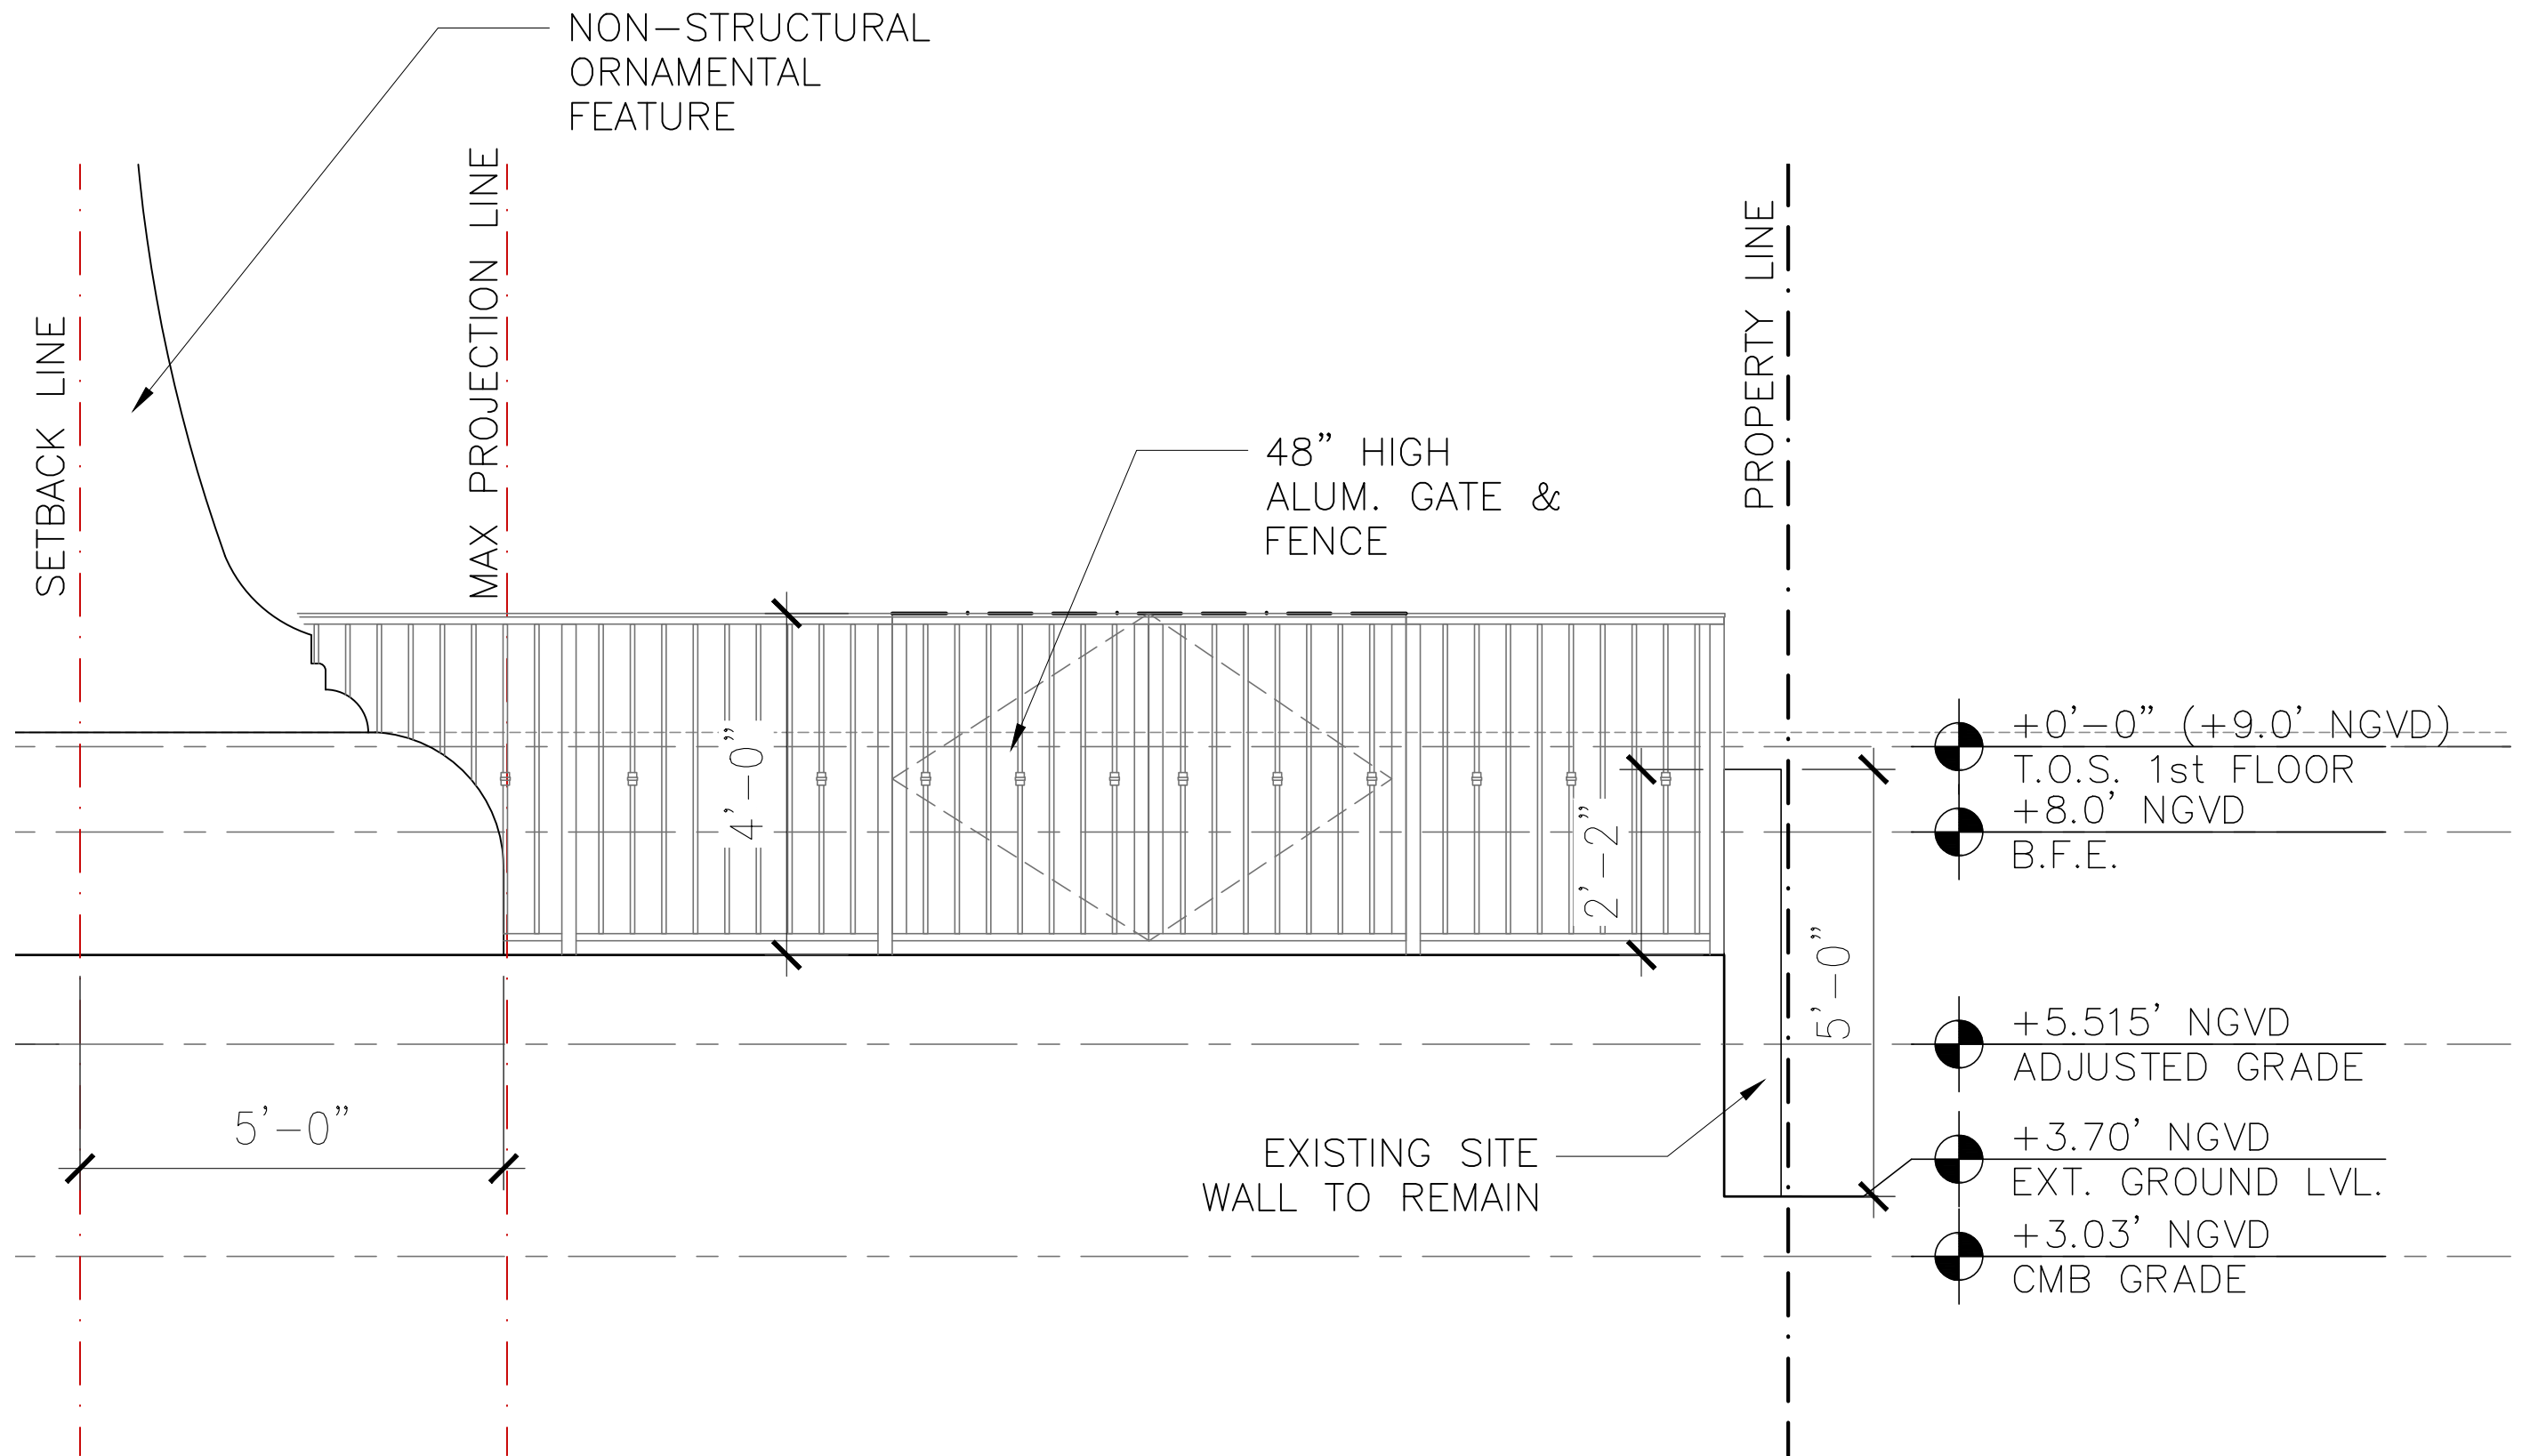 NON-STRUCTURAL
ORNAMENTAL
FEATURE
SETBACK LINE
MAX PROJECTION LINE
PROPERTY LINE
48" HIGH
ALUM. GATE &
FENCE
4'-0"
2'-2"
5'-0"
5'-0"
+0'-0" (+9.0' NGVD)
T.O.S. 1st FLOOR
+8.0' NGVD
B.F.E.
+5.515' NGVD
ADJUSTED GRADE
EXISTING SITE
WALL TO REMAIN
+3.70' NGVD
EXT. GROUND LVL.
+3.03' NGVD
CMB GRADE